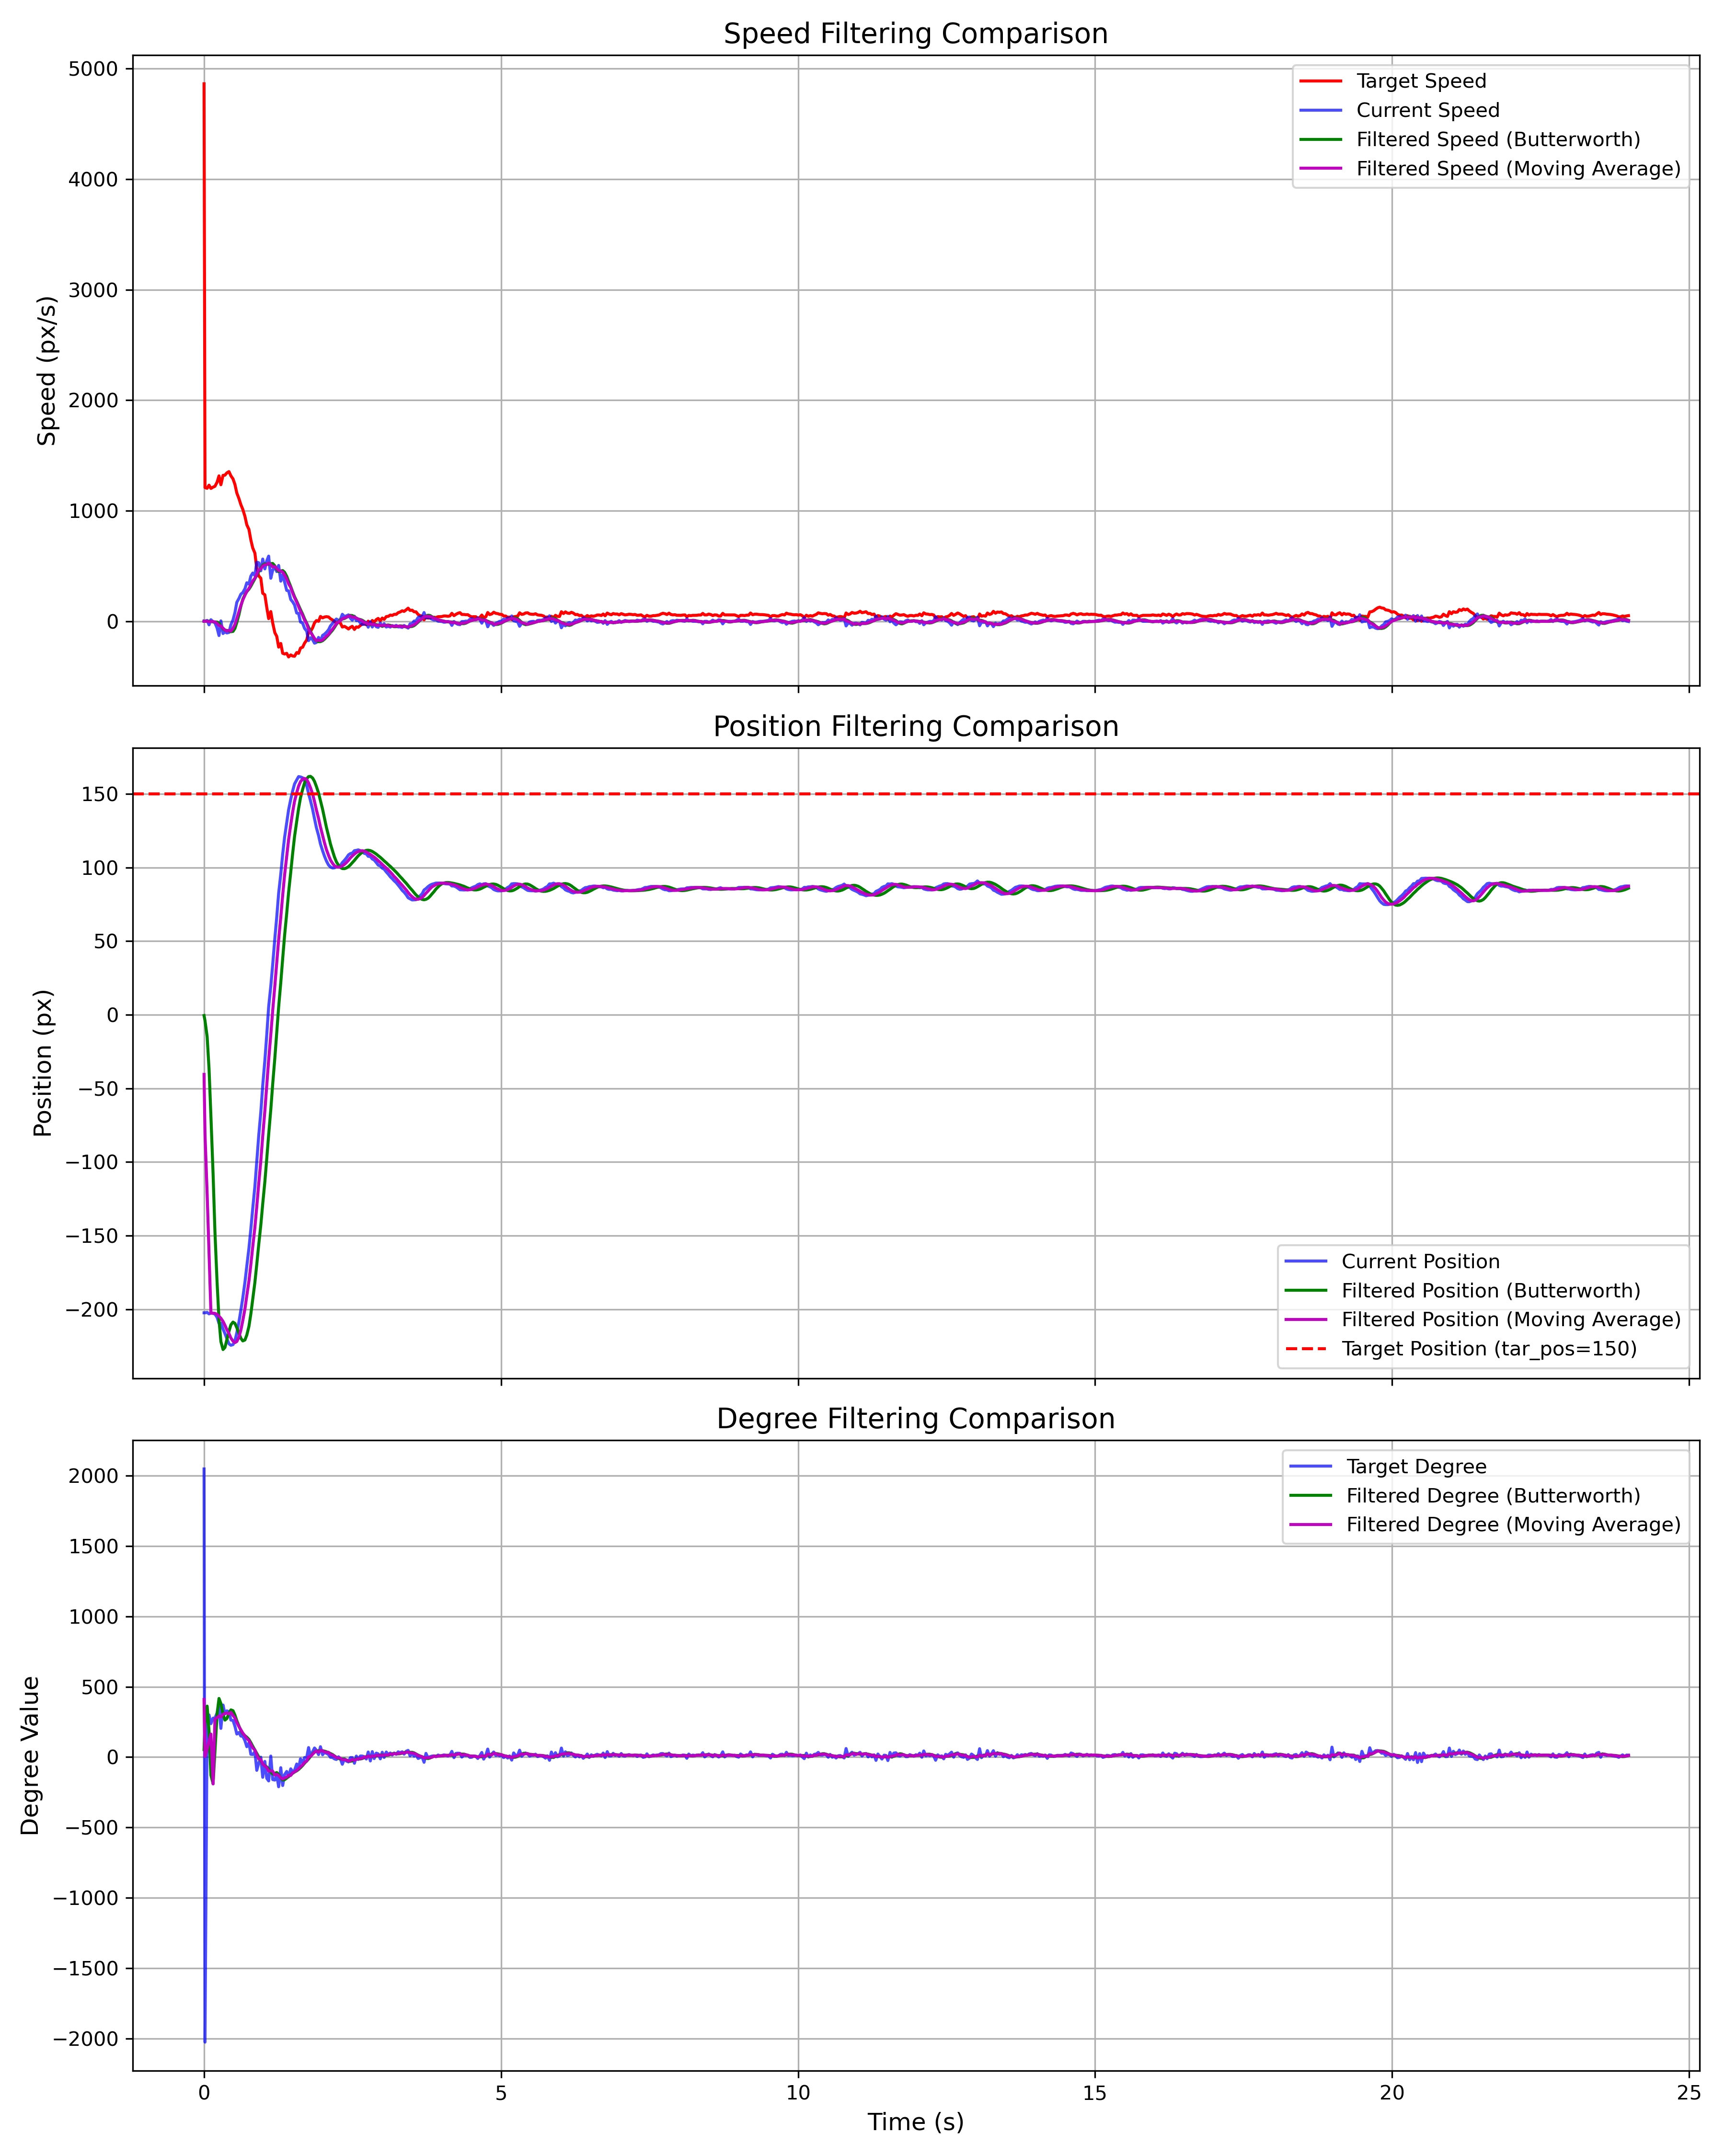 Speed Filtering Comparison
5000
4000
3000
2000
1000
0
Speed (px/s)
Target Speed
Current Speed
Filtered Speed (Butterworth)
Filtered Speed (Moving Average)
Position Filtering Comparison
150
100
50
0
−50
−100
−150
−200
Position (px)
Current Position
Filtered Position (Butterworth)
Filtered Position (Moving Average)
Target Position (tar_pos=150)
Degree Filtering Comparison
2000
1500
1000
500
0
−500
−1000
−1500
−2000
Degree Value
Target Degree
Filtered Degree (Butterworth)
Filtered Degree (Moving Average)
0 5 10 15 20 25
Time (s)